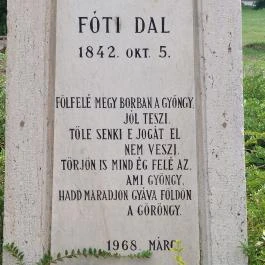 FÓTI DAL
1842. OKT. 5.
FÖLFELÉ MEGY BORBAN A GYÖNGY,
JÓL TESZI.
TŐLE SENKI E JOGÁT EL
NEM VESZI.
TÖRJÖN IS MIND ÉG FELÉ AZ,
AMI GYÖNGY,
HADD MARADJON GYÁVA FÖLDÖN
A GÖRÖNGY.
1968 MÁRC